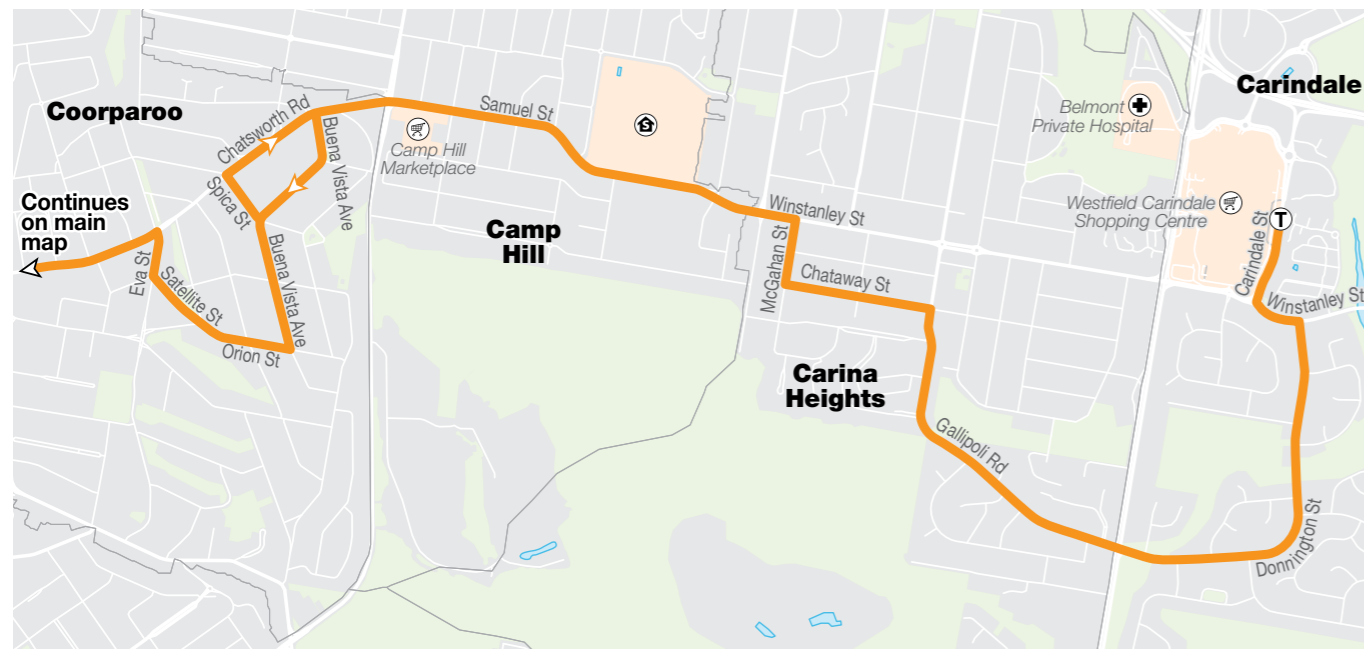 Coorparoo
Chatsworth Rd
Buena Vista Ave
Samuel St
S
Belmont
Private Hospital
Carindale
Camp Hill
Marketplace
Continues
on main
map
Spica St
Eva St
Satellite St
Orion St
Buena Vista Ave
Camp
Hill
Winstanley St
McGahan St
Chataway St
Westfield Carindale
Shopping Centre
T
Carindale St
Winstanley St
Carina
Heights
Gallipoli Rd
Donnington St